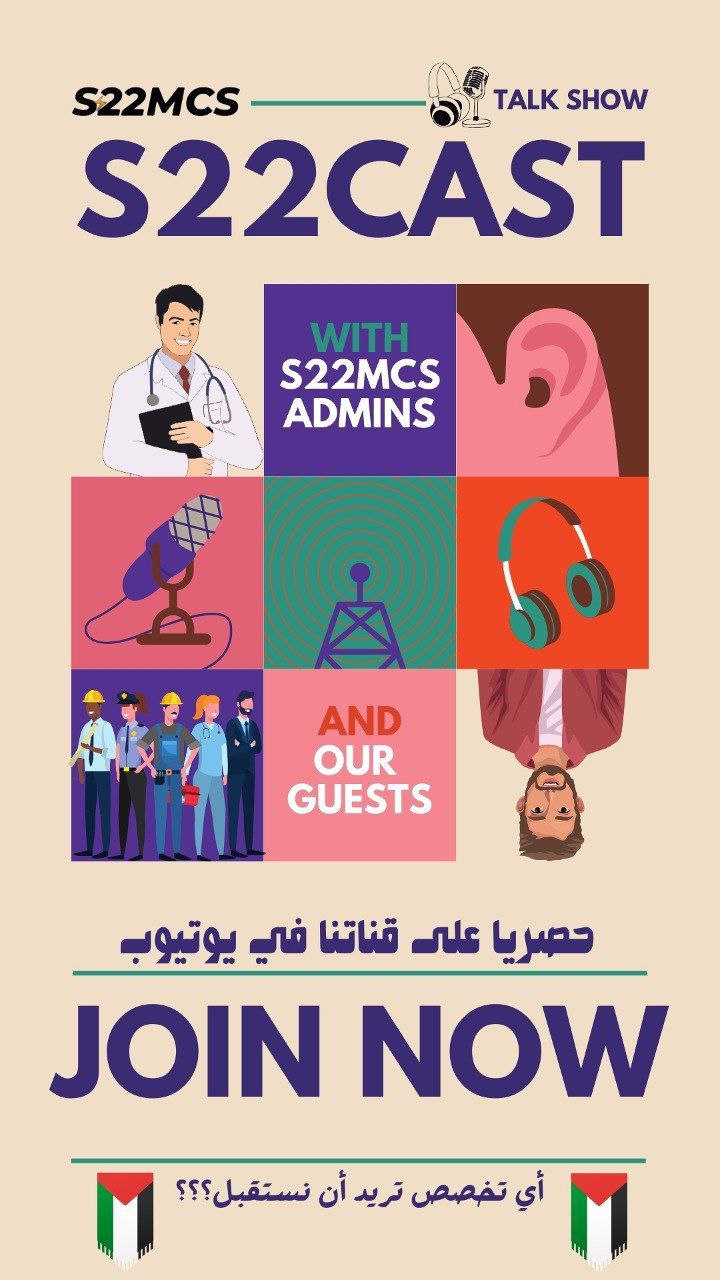 S22MCS
TALK SHOW
S22CAST
WITH
S22MCS
ADMINS
AND
OUR
GUESTS
حصريا على قناتنا في يوتيوب
JOIN NOW
أي تخصص تريد أن نستقبل؟؟؟